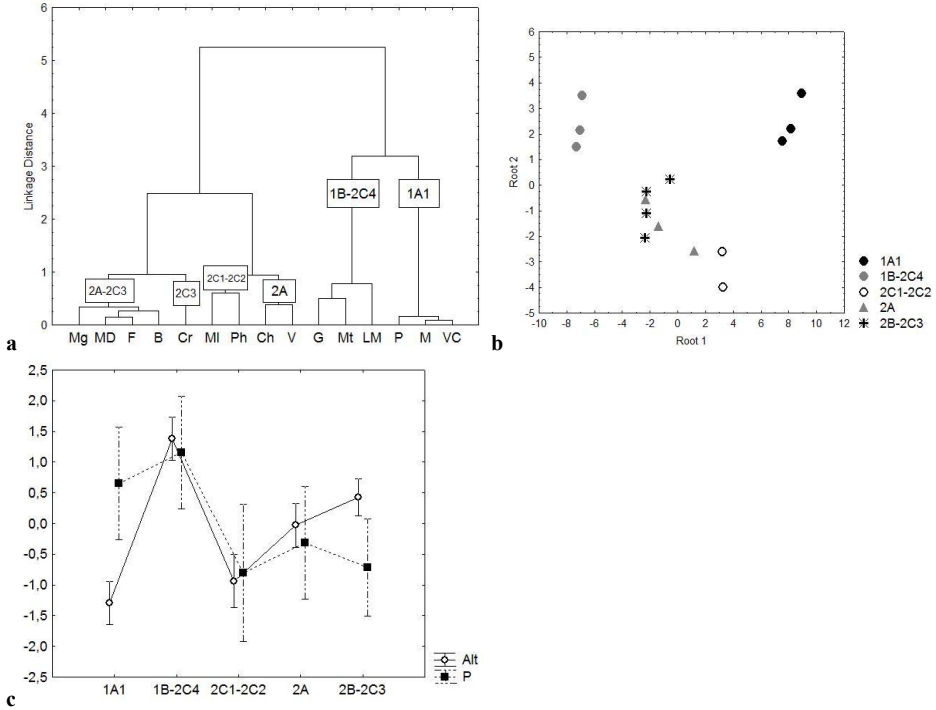 6
5
4
3
2
1
0
Linkage Distance
1B-2C4
1A1
2A-2C3
2C3
2C1-2C2
2A
Mg MD F B Cr Ml Ph Ch V G Mt LM P M VC
a
6
5
4
3
2
1
0
-1
-2
-3
-4
-5
Root 2
-10 -8 -6 -4 -2 0 2 4 6 8 10 12
Root 1
1A1
1B-2C4
2C1-2C2
2A
2B-2C3
b
2,5
2,0
1,5
1,0
0,5
0,0
-0,5
-1,0
-1,5
-2,0
-2,5
1A1 1B-2C4 2C1-2C2 2A 2B-2C3
Alt
P
c